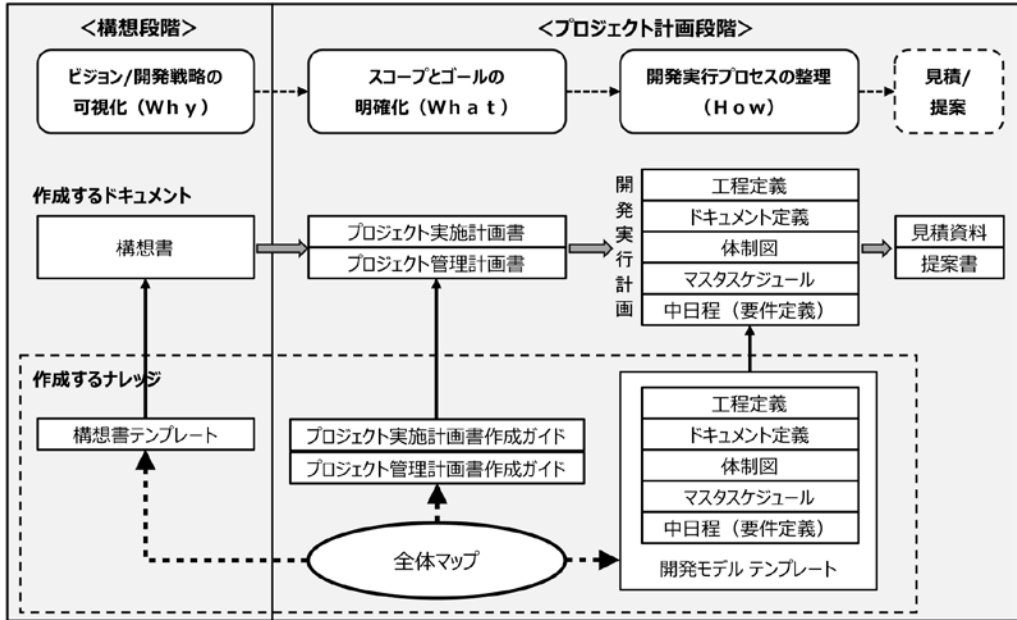 ＜構想段階＞
＜プロジェクト計画段階＞
ビジョン/開発戦略の
可視化（Ｗｈｙ）
スコープとゴールの
明確化（Ｗｈａｔ）
開発実行プロセスの整理
（Ｈｏｗ）
見積/
提案
作成するドキュメント
構想書
プロジェクト実施計画書
プロジェクト管理計画書
開発実行計画
工程定義
ドキュメント定義
体制図
マスタスケジュール
中日程（要件定義）
見積資料
提案書
作成するナレッジ
構想書テンプレート
プロジェクト実施計画書作成ガイド
プロジェクト管理計画書作成ガイド
工程定義
ドキュメント定義
体制図
マスタスケジュール
中日程（要件定義）
開発モデル テンプレート
全体マップ